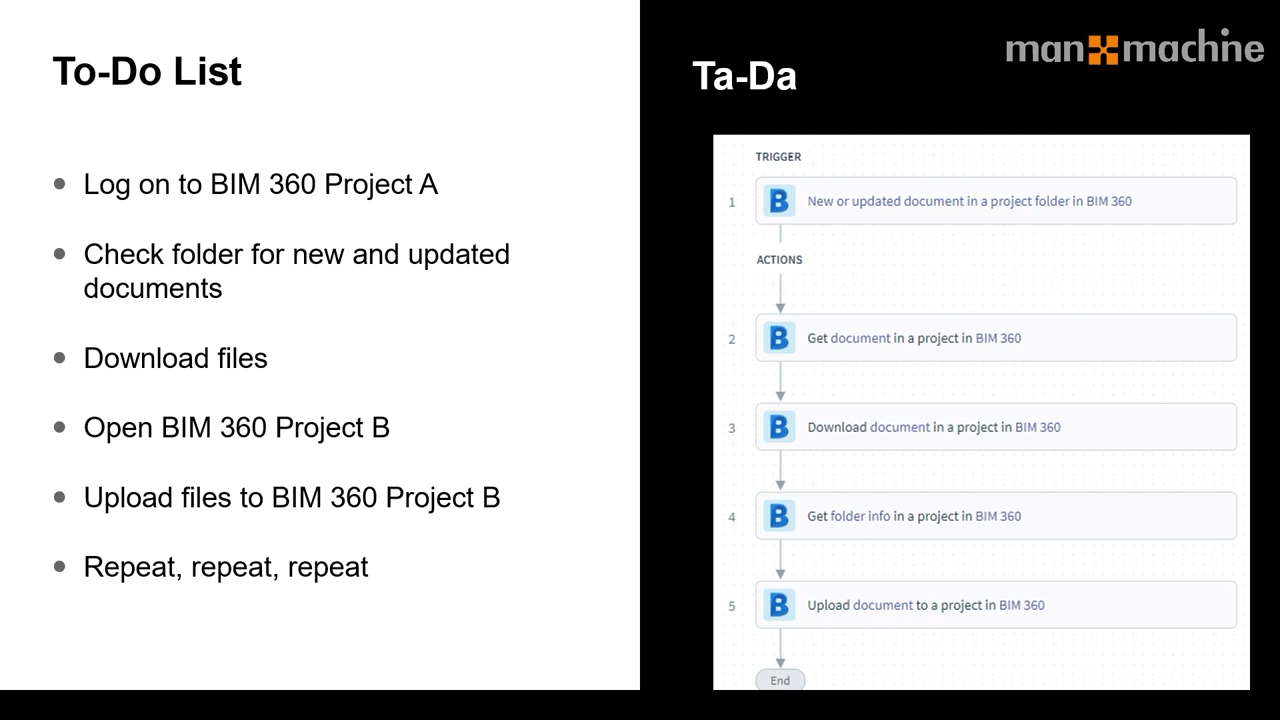 To-Do List
Log on to BIM 360 Project A
Check folder for new and updated
documents
Download files
Open BIM 360 Project B
Upload files to BIM 360 Project B
Repeat, repeat, repeat
man machine
Ta-Da
TRIGGER
1 B New or updated document in a project folder in BIM 360
ACTIONS
2 B Get document in a project in BIM 360
3 B Download document in a project in BIM 360
4 B Get folder info in a project in BIM 360
5 B Upload document to a project in BIM 360
End